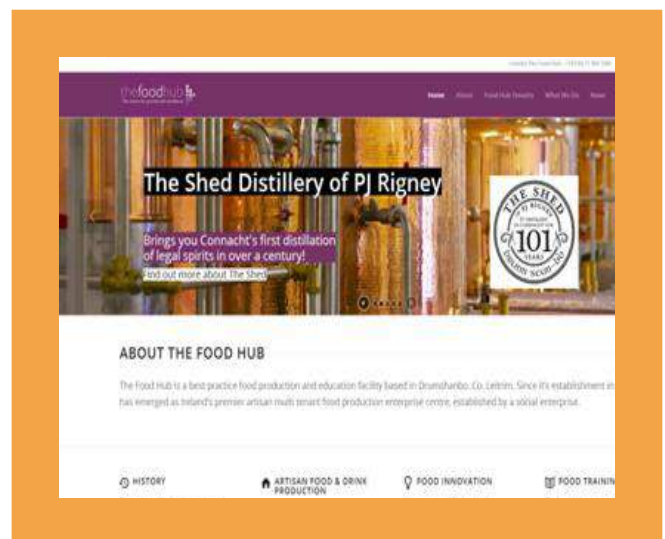 thefoodhub
Home About Food Hub Tenants What We Do News
The Shed Distillery of PJ Rigney
Brings you Connacht's first distillation
of legal spirits in over a century!
Find out more about The Shed
THE SHED
PJ RIGNEY
101
YEARS
ABOUT THE FOOD HUB
The Food Hub is a best practice food production and education facility based in Drumshanbo, Co. Leitrim. Since it's establishment in
has emerged as Ireland's premier artisan multi tenant food production enterprise centre, established by a social enterprise.
HISTORY
ARTISAN FOOD & DRINK
PRODUCTION
FOOD INNOVATION
FOOD TRAININ